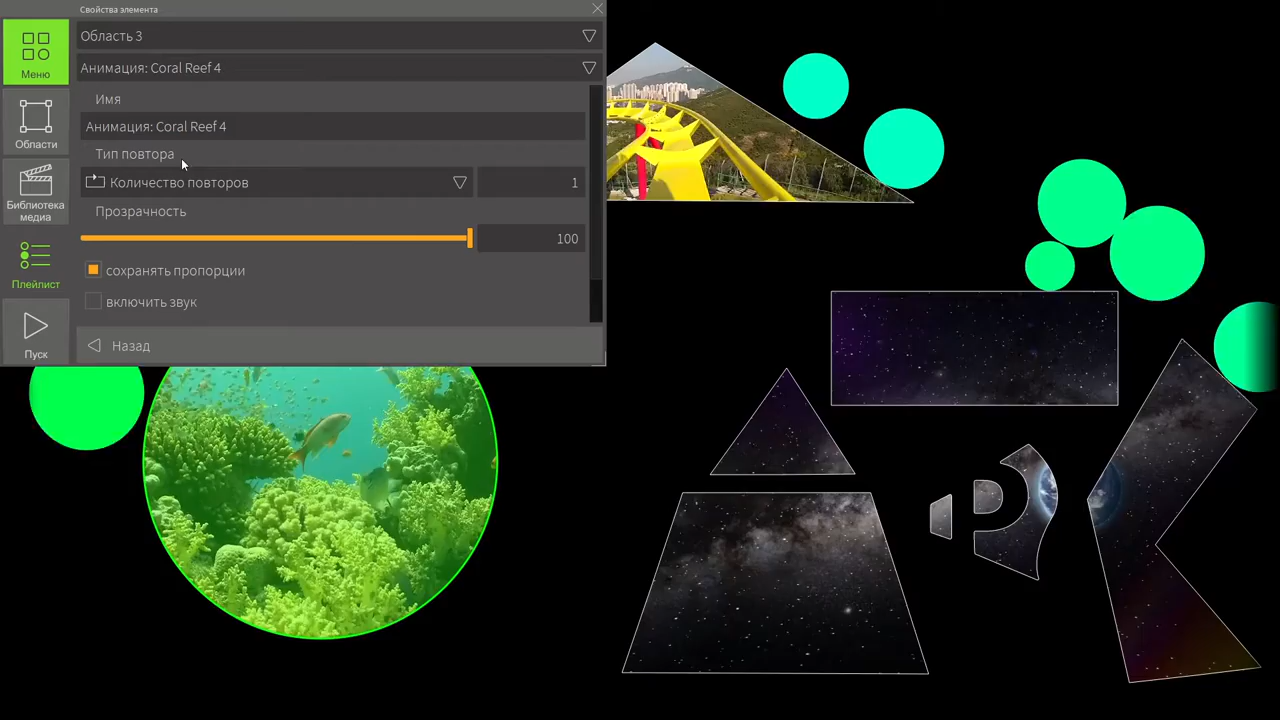 Свойства элемента
Область 3
Анимация: Coral Reef 4
Имя
Анимация: Coral Reef 4
Тип повтора
Количество повторов 1
Прозрачность
100
сохранять пропорции
включить звук
Назад
Меню
Области
Библиотека
медиа
Плейлист
Пуск